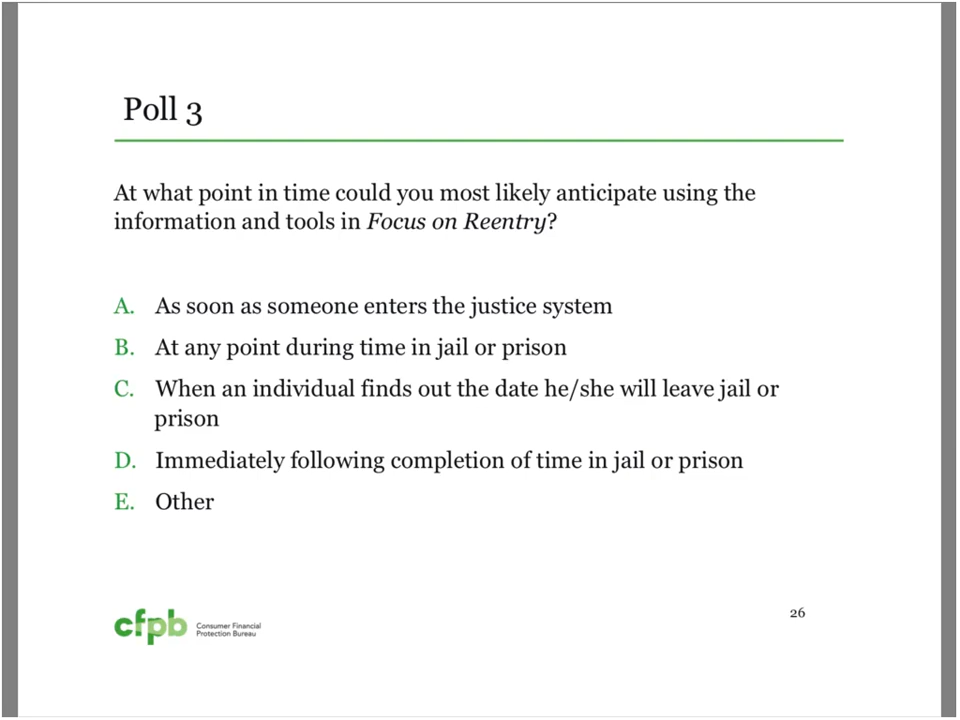 Poll 3
At what point in time could you most likely anticipate using the
information and tools in Focus on Reentry?
A. As soon as someone enters the justice system
B. At any point during time in jail or prison
C. When an individual finds out the date he/she will leave jail or
prison
D. Immediately following completion of time in jail or prison
E. Other
26
cfpb Consumer Financial
Protection Bureau